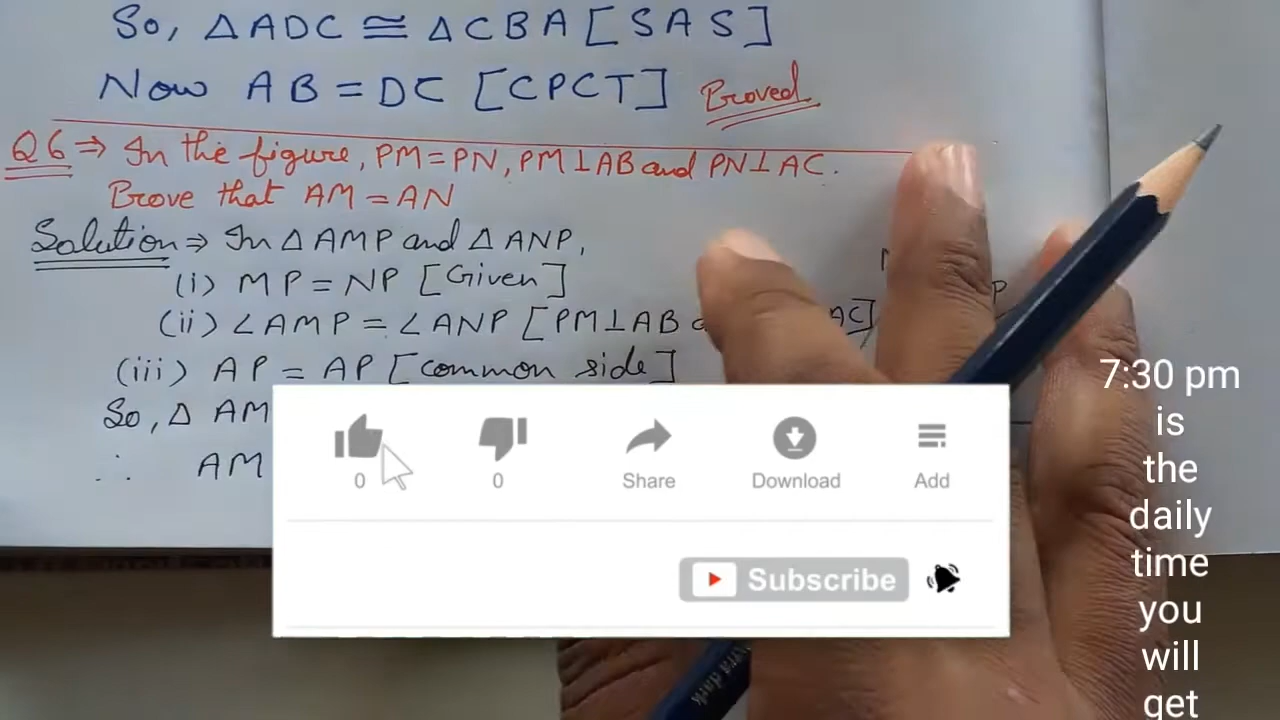 So, △ADC ≅ △CBA [SAS]
Now AB = DC [CPCT] Proved
Q6 ⇒ In the figure, PM = PN, PM ⊥ AB and PN ⊥ AC.
Prove that AM = AN
Solution ⇒ In △AMP and △ANP,
(i) MP = NP [Given]
(ii) ∠AMP = ∠ANP [PM ⊥ AB AC]
(iii) AP = AP [common side]
So, △ AM
∴ AM
P
0
0
Share
Download
Add
Subscribe
7:30 pm
is
the
daily
time
you
will
get